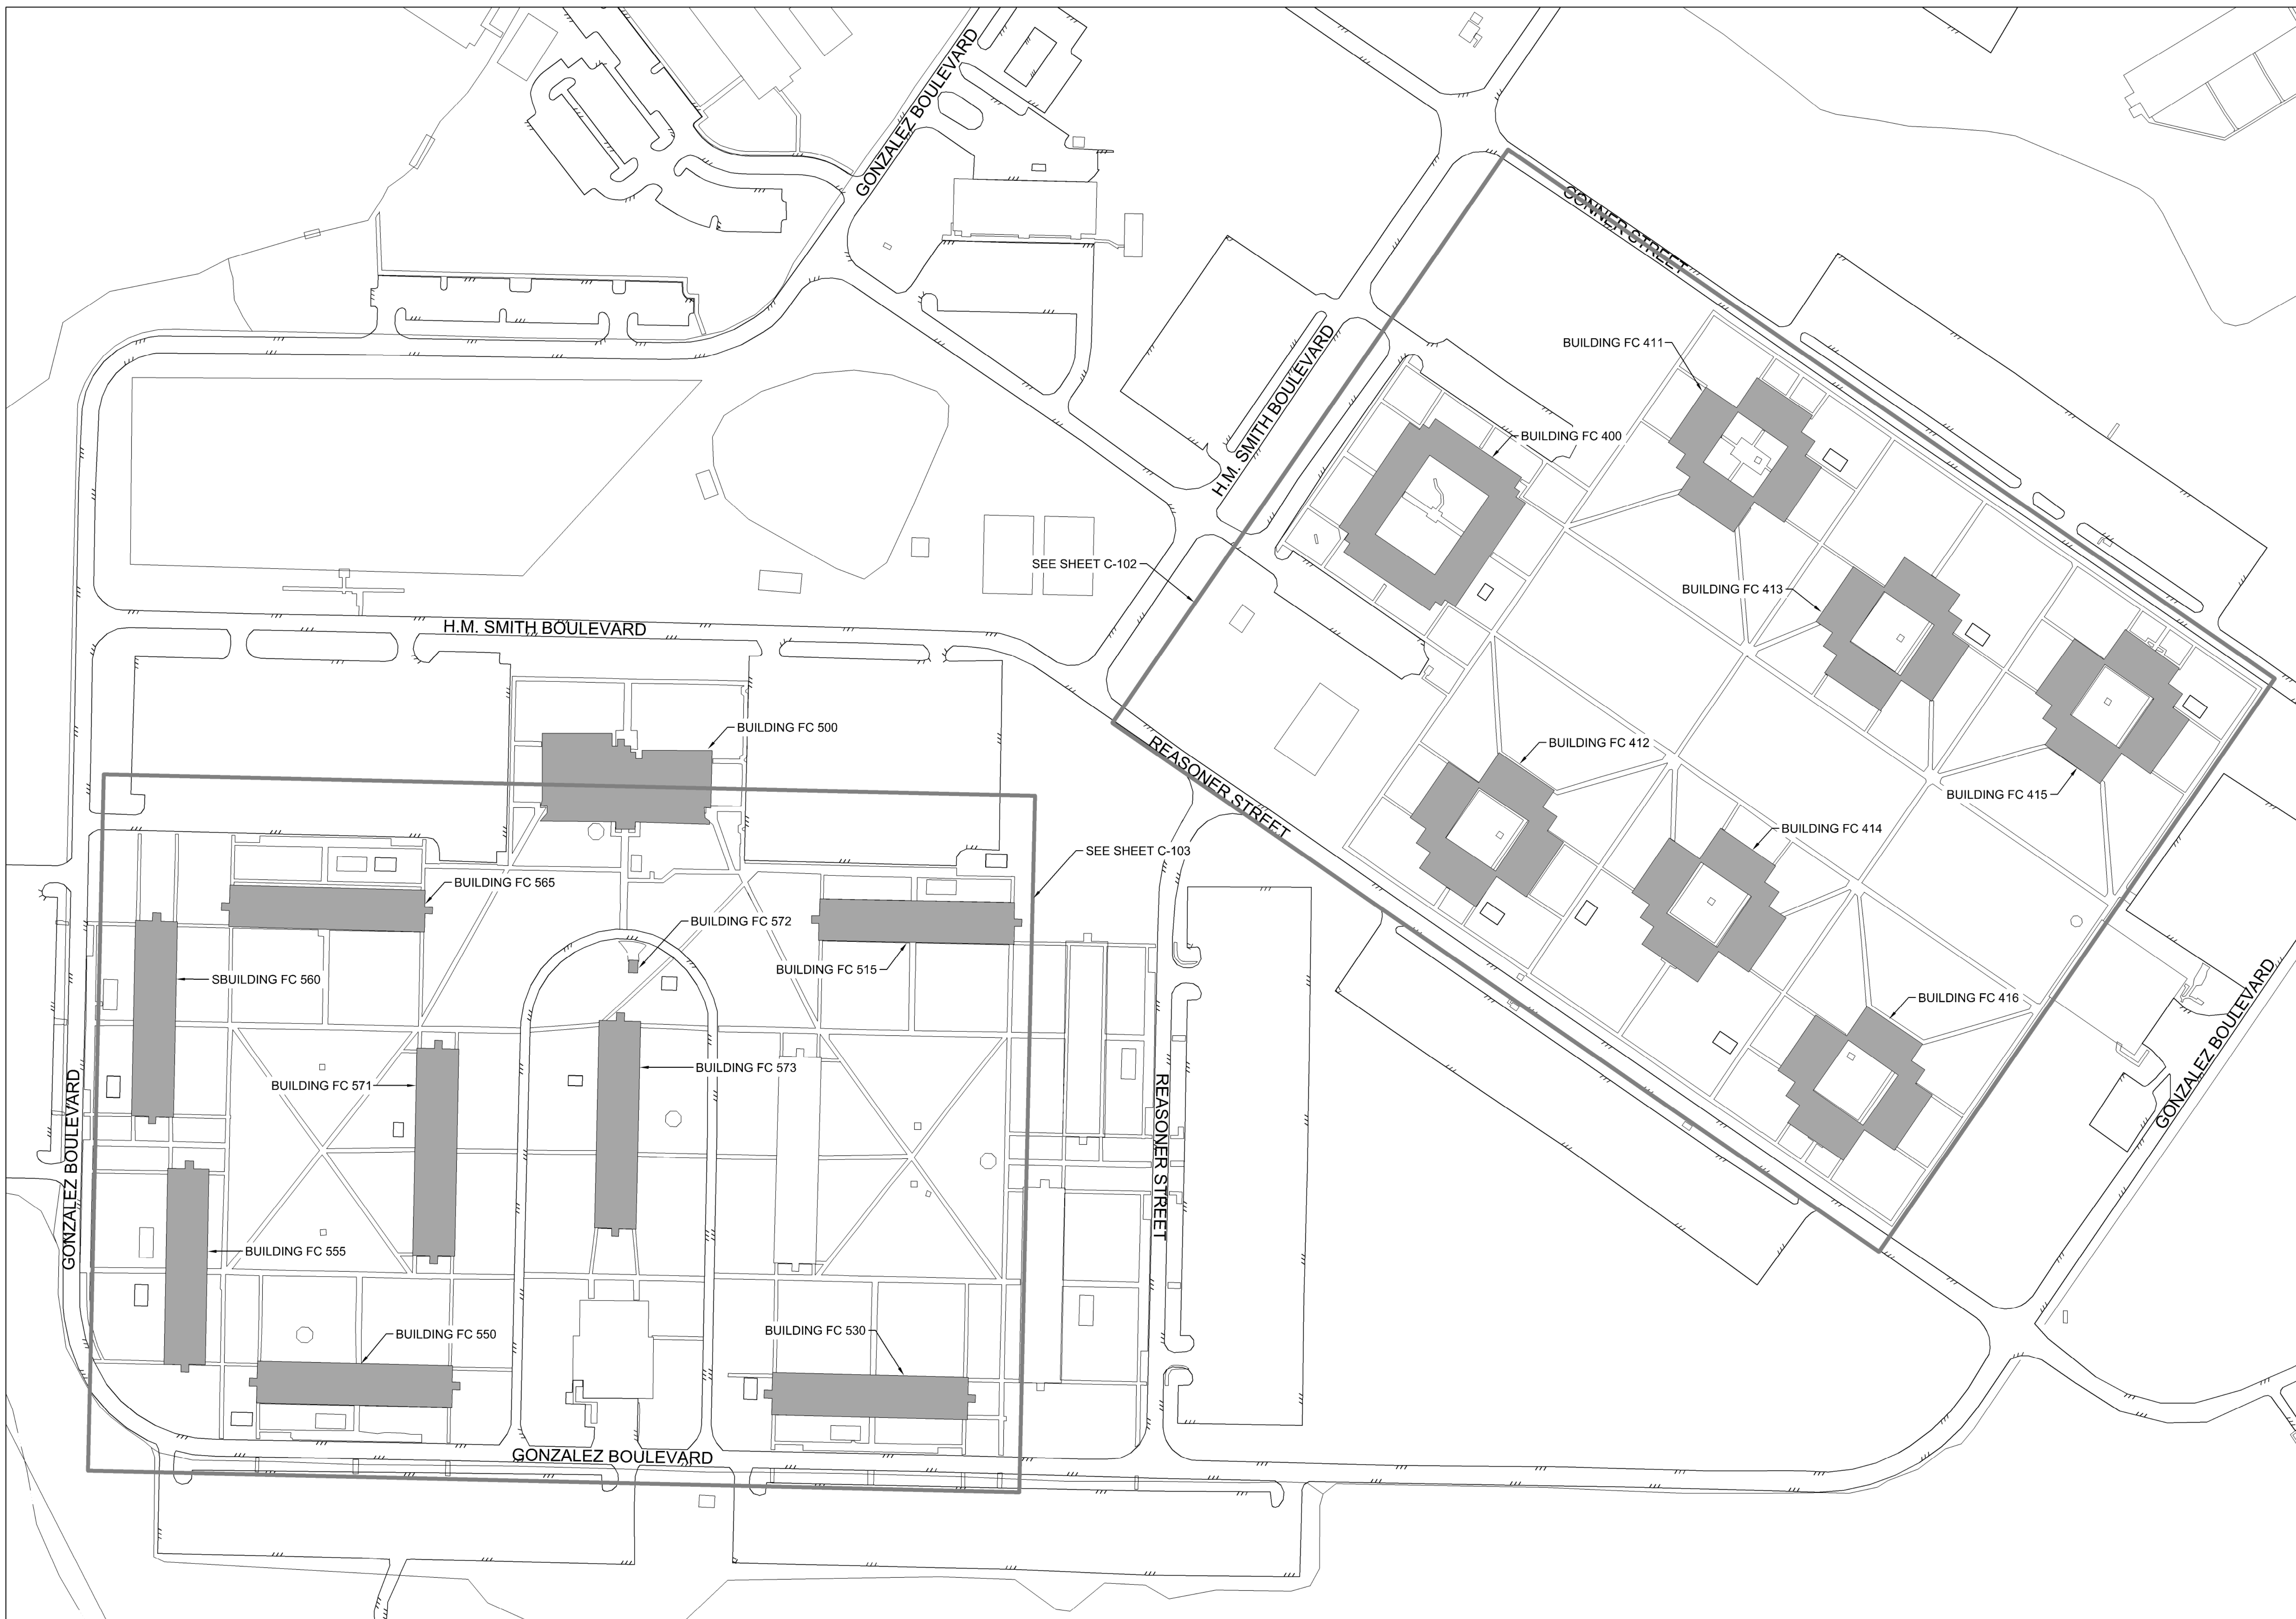 GONZALEZ BOULEVARD
CONNER STREET
BUILDING FC 411
H.M. SMITH BOULEVARD
BUILDING FC 400
SEE SHEET C-102
BUILDING FC 413
H.M. SMITH BOULEVARD
BUILDING FC 500
BUILDING FC 412
REASONER STREET
BUILDING FC 415
BUILDING FC 414
SEE SHEET C-103
BUILDING FC 565
BUILDING FC 572
BUILDING FC 515
SBUILDING FC 560
BUILDING FC 416
GONZALEZ BOULEVARD
BUILDING FC 573
BUILDING FC 571
GONZALEZ BOULEVARD
REASONER STREET
BUILDING FC 555
BUILDING FC 550
BUILDING FC 530
GONZALEZ BOULEVARD